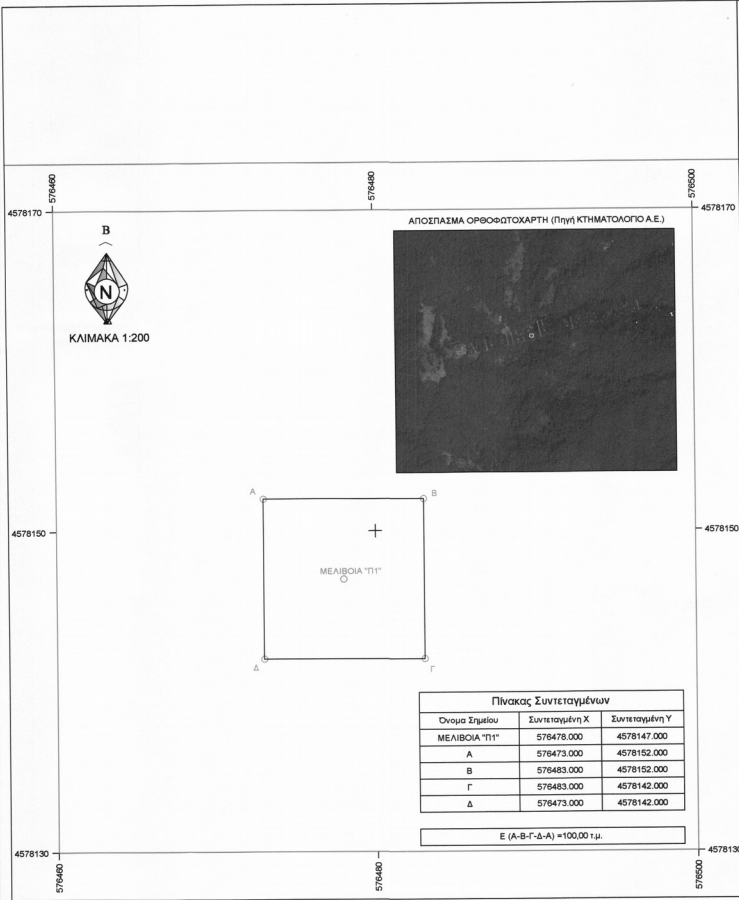 576460
576480
576500
4578170
4578170
ΑΠΟΣΠΑΣΜΑ ΟΡΘΟΦΩΤΟΧΑΡΤΗ (Πηγή ΚΤΗΜΑΤΟΛΟΓΙΟ Α.Ε.)
Β
N
ΚΛΙΜΑΚΑ 1:200
Α
Β
4578150
4578150
ΜΕΛΙΒΟΙΑ "Π1"
Δ
Γ
Πίνακας Συντεταγμένων
Όνομα Σημείου Συντεταγμένη Χ Συντεταγμένη Υ
ΜΕΛΙΒΟΙΑ "Π1" 576478.000 4578147.000
Α 576473.000 4578152.000
Β 576483.000 4578152.000
Γ 576483.000 4578142.000
Δ 576473.000 4578142.000
Ε (Α-Β-Γ-Δ-Α) =100,00 τ.μ.
4578130
4578130
576460
576480
576500